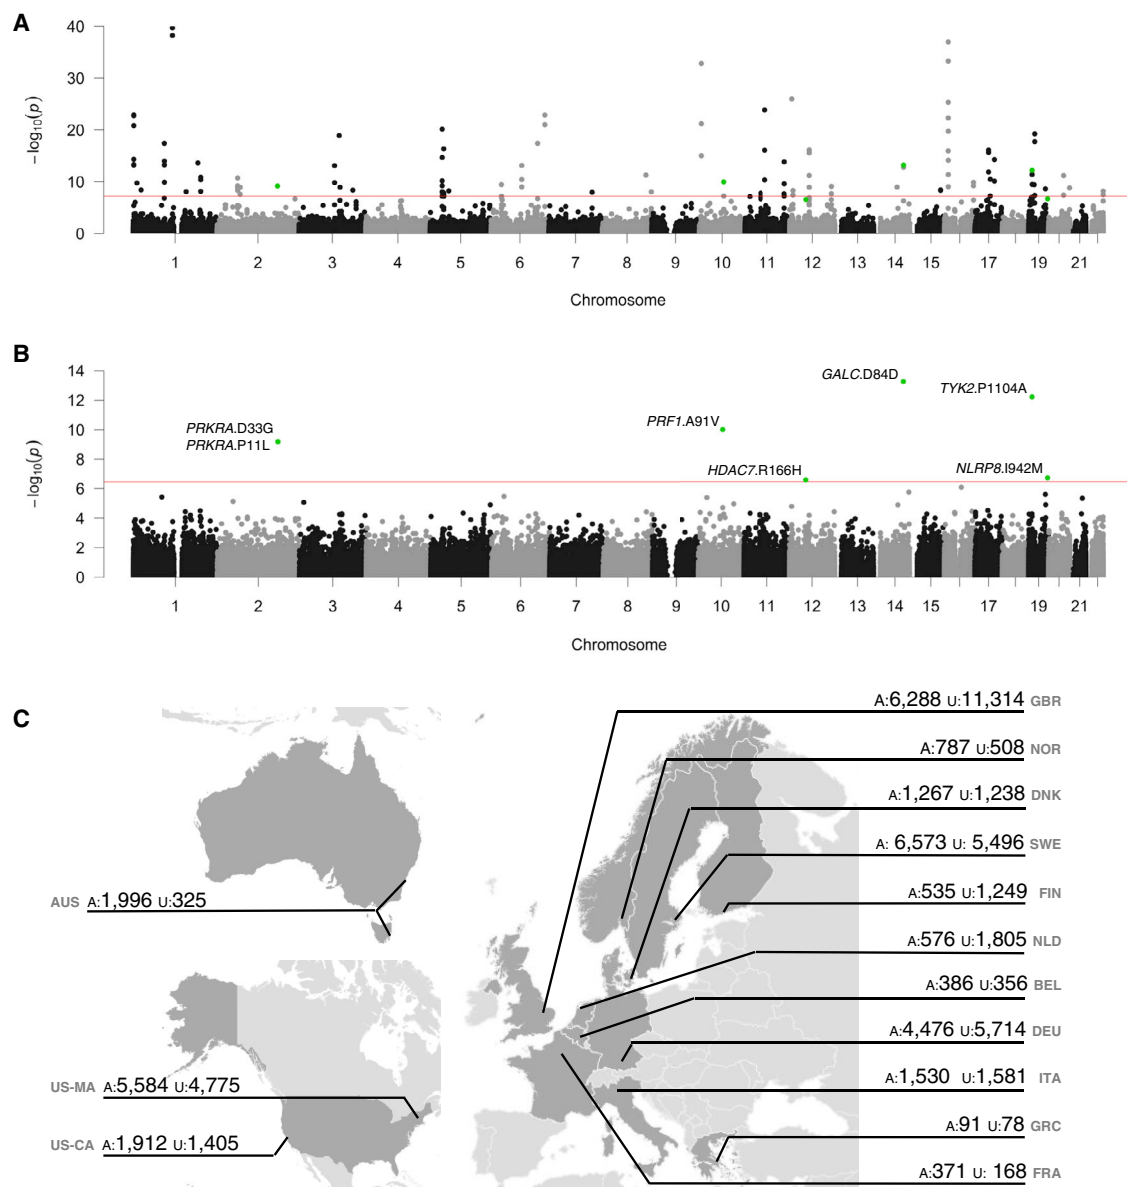 A
40
30
20
10
0
−log10(p)
1 2 3 4 5 6 7 8 9 10 11 12 13 14 15 17 19 21
Chromosome
B
14
12
10
8
6
4
2
0
−log10(p)
GALC.D84D
TYK2.P1104A
PRF1.A91V
PRKRA.D33G
PRKRA.P11L
HDAC7.R166H
NLRP8.I942M
1 2 3 4 5 6 7 8 9 10 11 12 13 14 15 17 19 21
Chromosome
C
A:6,288 U:11,314 GBR
A:787 U:508 NOR
A:1,267 U:1,238 DNK
A: 6,573 U: 5,496 SWE
A:535 U:1,249 FIN
AUS A:1,996 U:325
A:576 U:1,805 NLD
A:386 U:356 BEL
A:4,476 U:5,714 DEU
A:1,530 U:1,581 ITA
US-MA A:5,584 U:4,775
A:91 U:78 GRC
US-CA A:1,912 U:1,405
A:371 U: 168 FRA